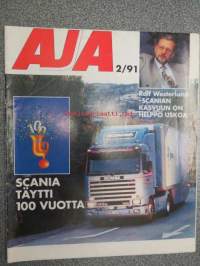 AJA
2/91
Rolf Westerlund
-SCANIAN
KASVUUN ON
HELPPO USKOA
SCANIA
TÄYTTI
100 VUOTTA